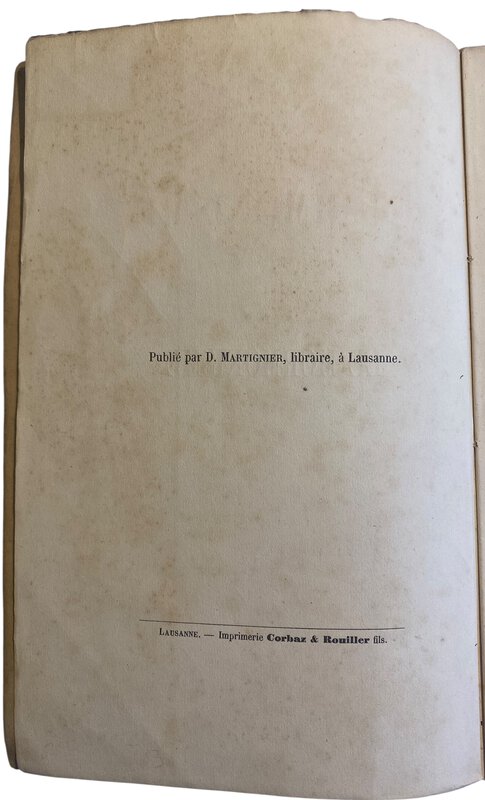 Publié par D. MARTIGNIER, libraire, à Lausanne.
LAUSANNE. — Imprimerie Corbaz & Rouiller fils.